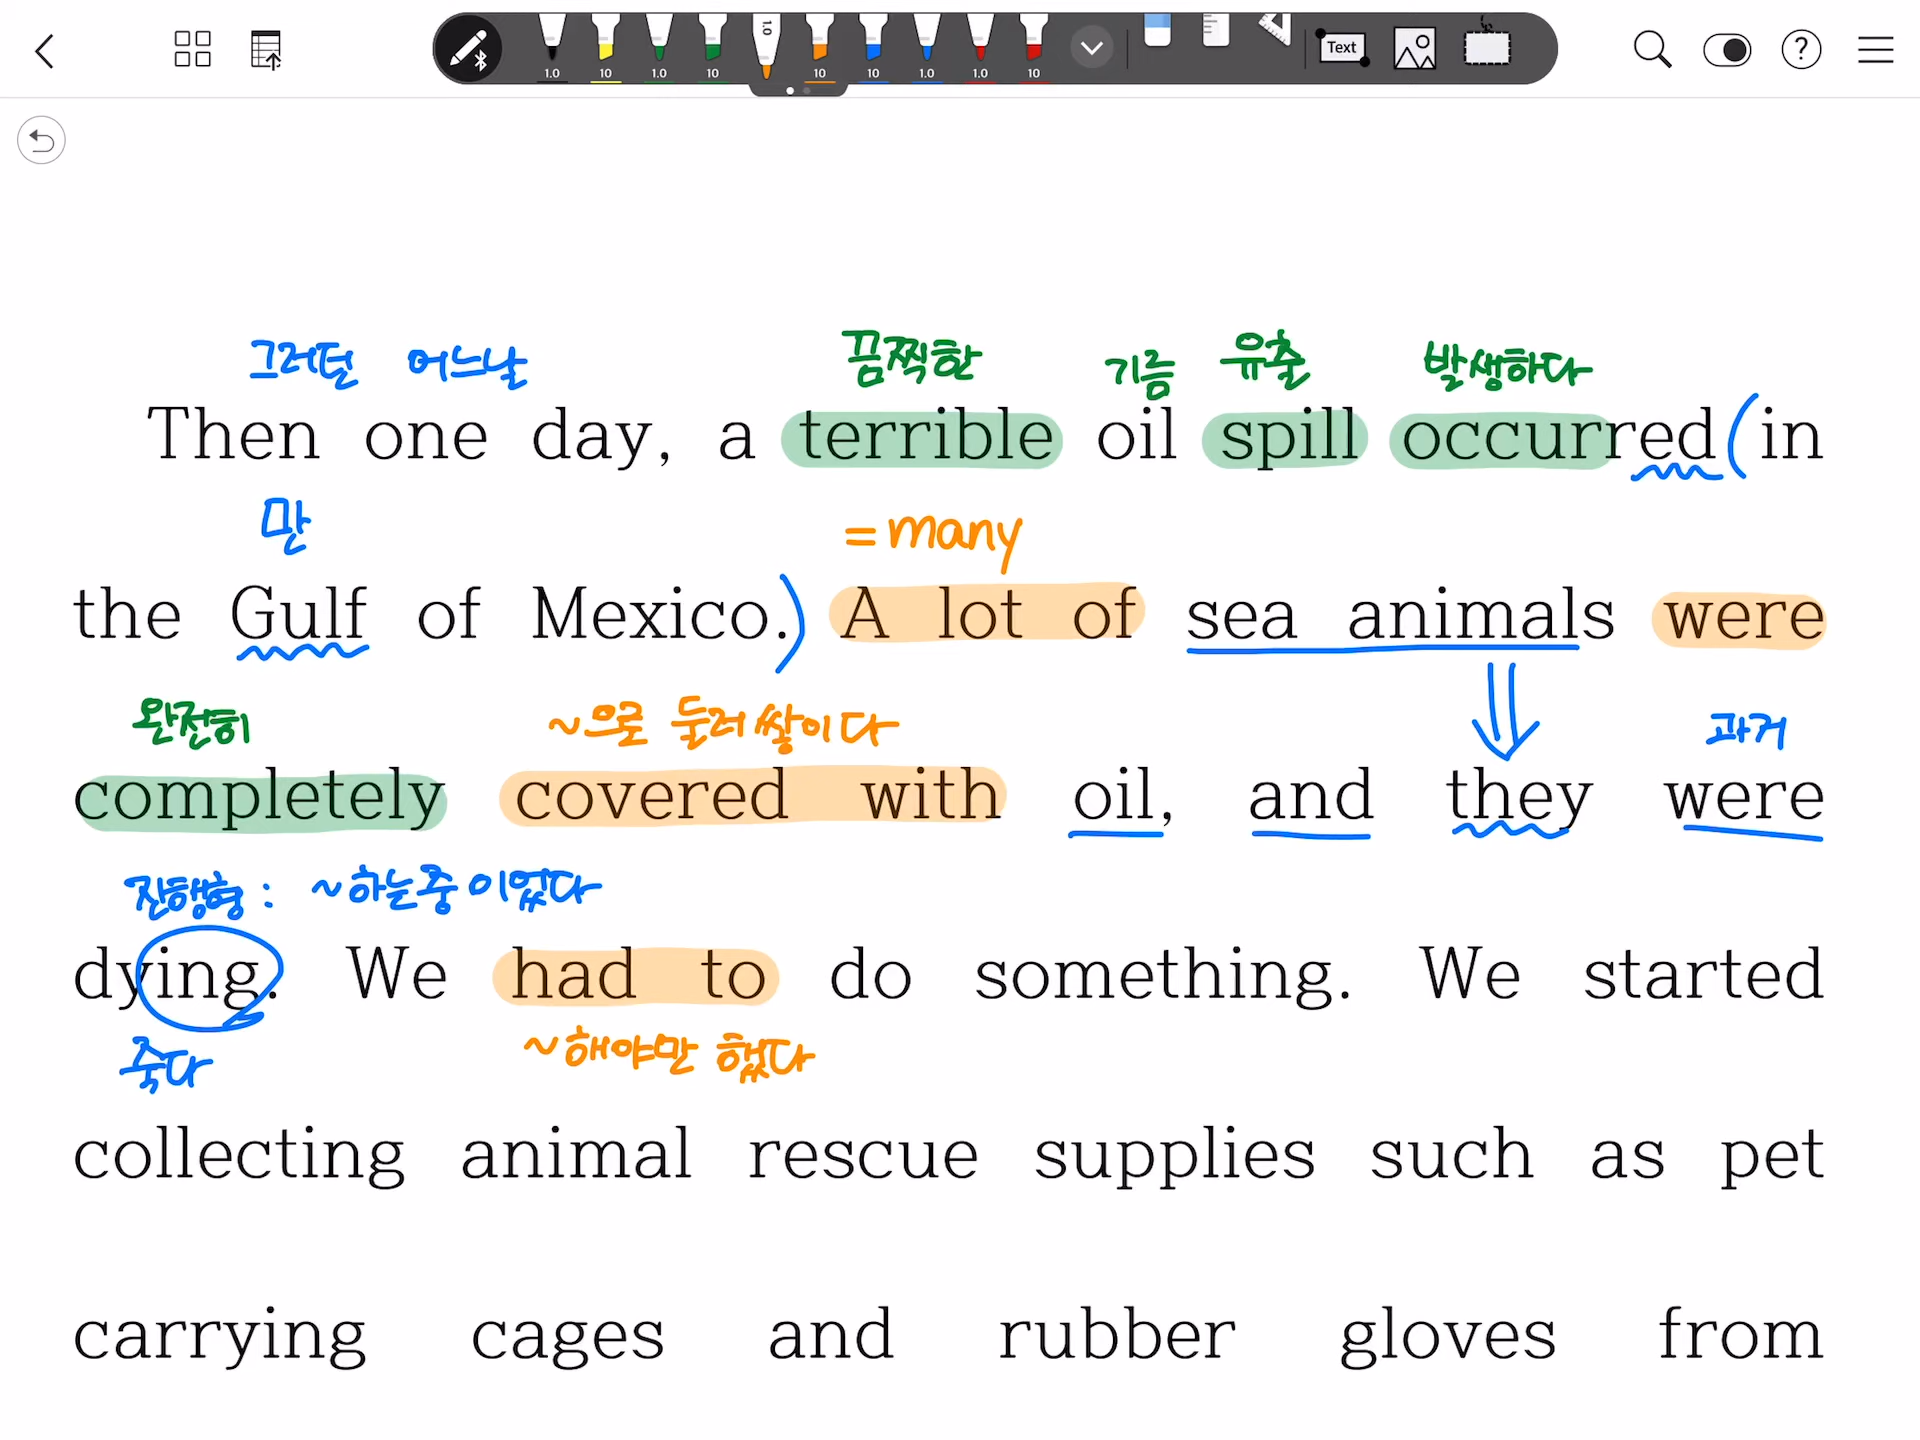 1.0 10 1.0 10 1.0 10 10 1.0 1.0 10 Text
그러던 어느날 끔찍한 기름 유출 발생하다
Then one day, a terrible oil spill occurred (in
만 = many
the Gulf of Mexico.) A lot of sea animals were
완전히 ~으로 둘러쌓이다 과거
completely covered with oil, and they were
진행형 : ~하는중이었다
dying. We had to do something. We started
죽다 ~해야만 했다
collecting animal rescue supplies such as pet
carrying cages and rubber gloves from